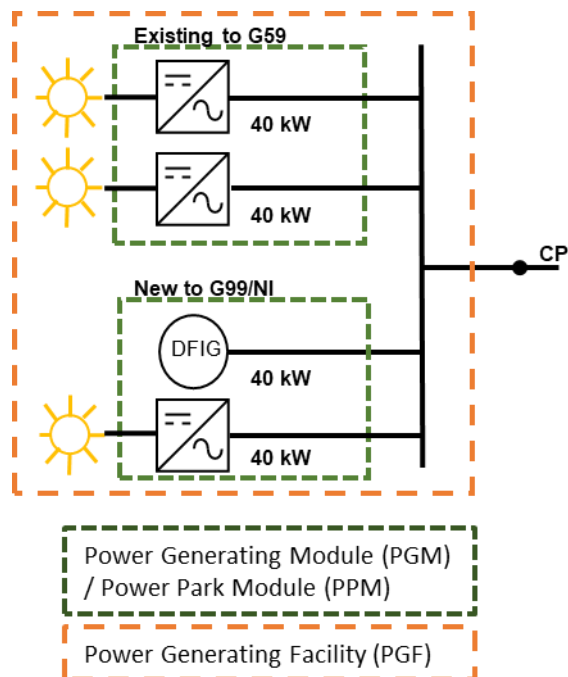 Existing to G59
40 kW
40 kW
CP
New to G99/NI
DFIG
40 kW
40 kW
Power Generating Module (PGM)
/ Power Park Module (PPM)
Power Generating Facility (PGF)